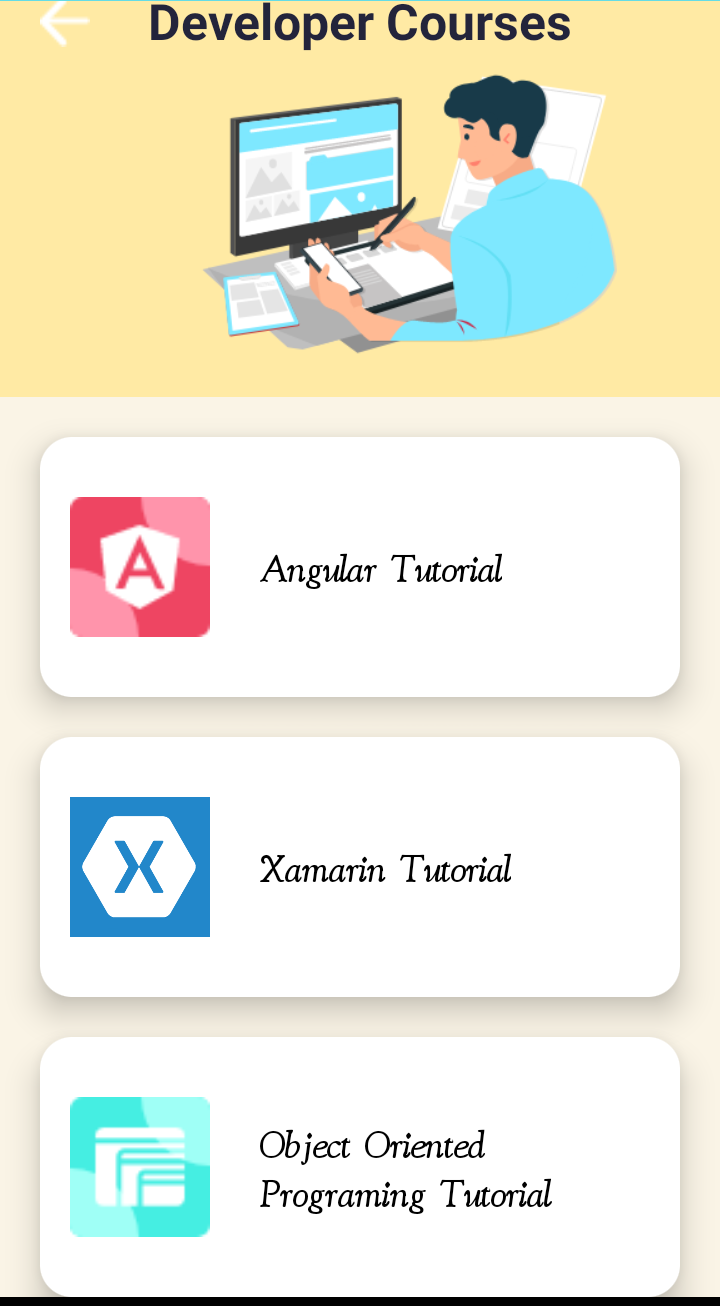 Developer Courses
A
Angular Tutorial
X
Xamarin Tutorial
Object Oriented
Programing Tutorial